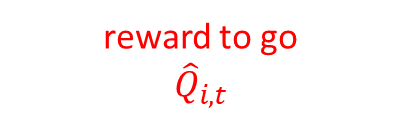 reward to go
Q̂ᵢ,ₜ